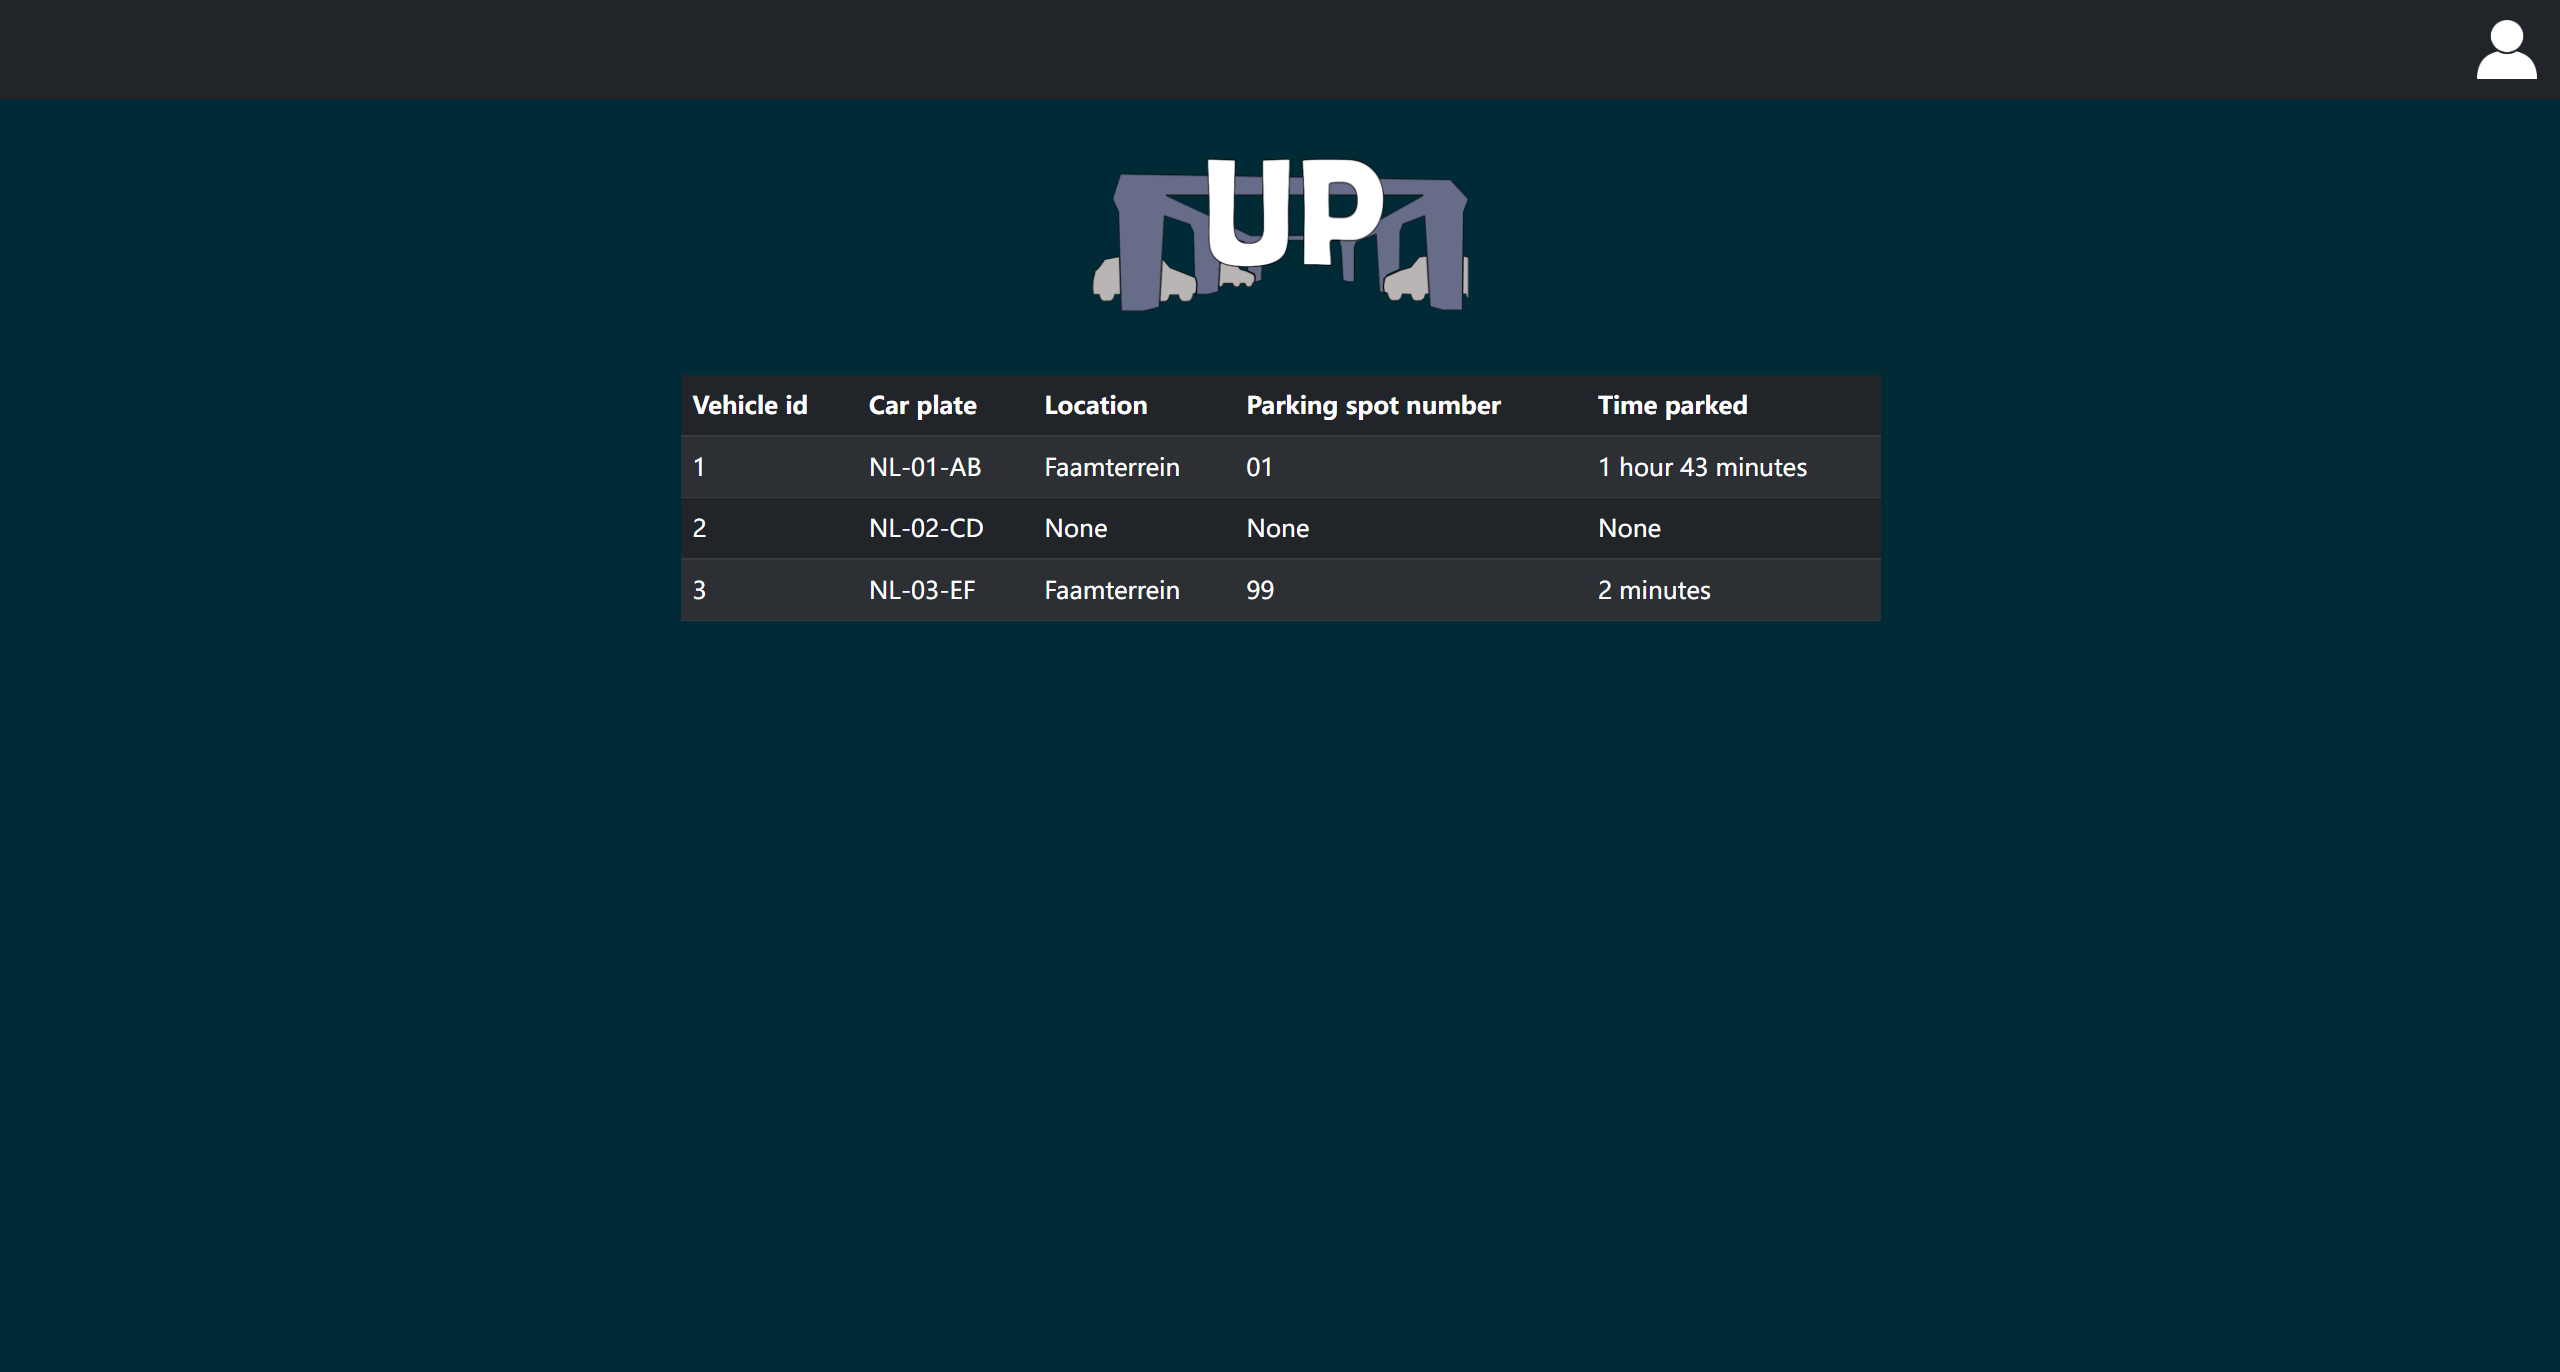 UP
Vehicle id Car plate Location Parking spot number Time parked
1 NL-01-AB Faamterrein 01 1 hour 43 minutes
2 NL-02-CD None None None
3 NL-03-EF Faamterrein 99 2 minutes